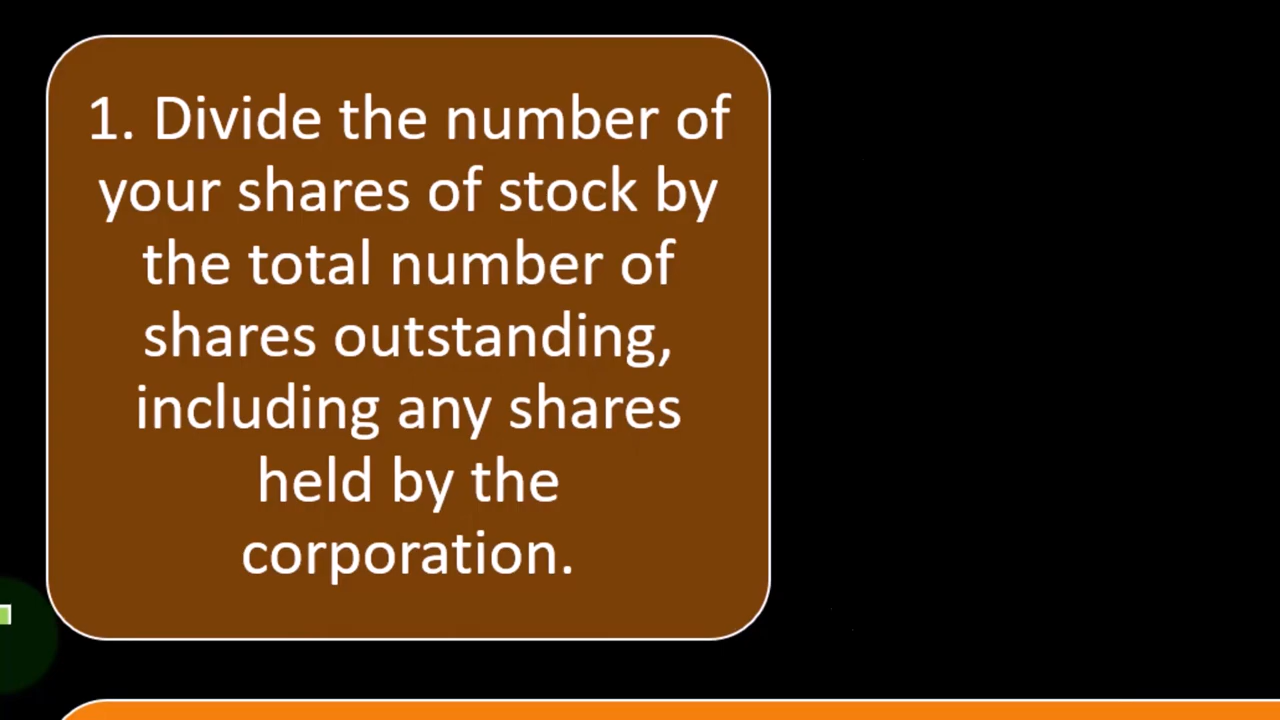 1. Divide the number of
your shares of stock by
the total number of
shares outstanding,
including any shares
held by the
corporation.